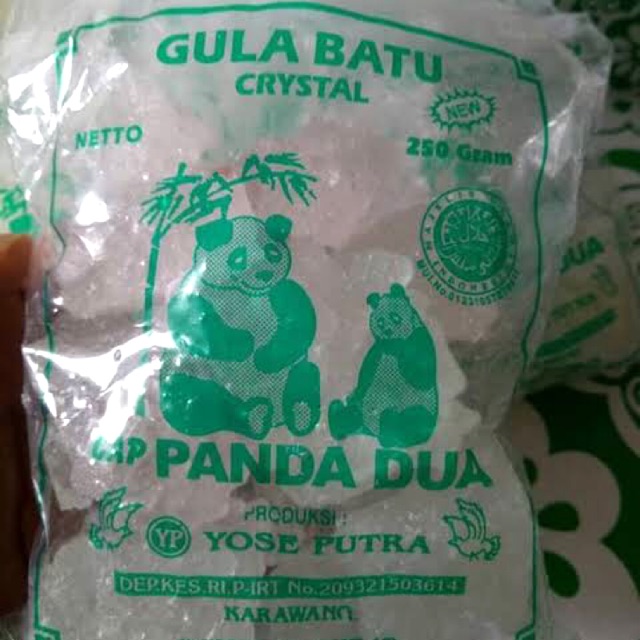 GULA BATU
CRYSTAL
NEW
NETTO
250 Gram
CAP PANDA DUA
PRODUKSI :
YP YOSE PUTRA
DEP.KES.RI.P-IRT No.209321503614
KARAWANG
DUA